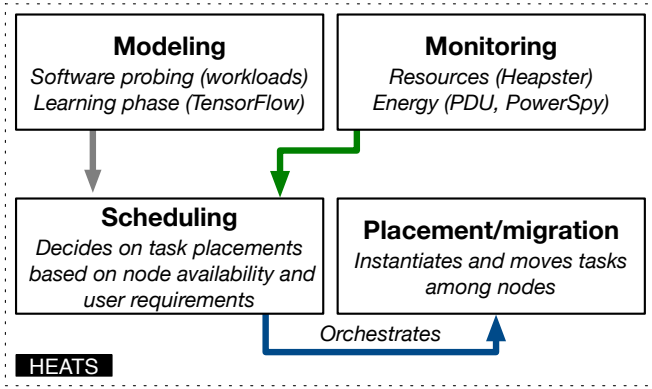 Modeling
Software probing (workloads)
Learning phase (TensorFlow)
Monitoring
Resources (Heapster)
Energy (PDU, PowerSpy)
Scheduling
Decides on task placements
based on node availability and
user requirements
Placement/migration
Instantiates and moves tasks
among nodes
Orchestrates
HEATS